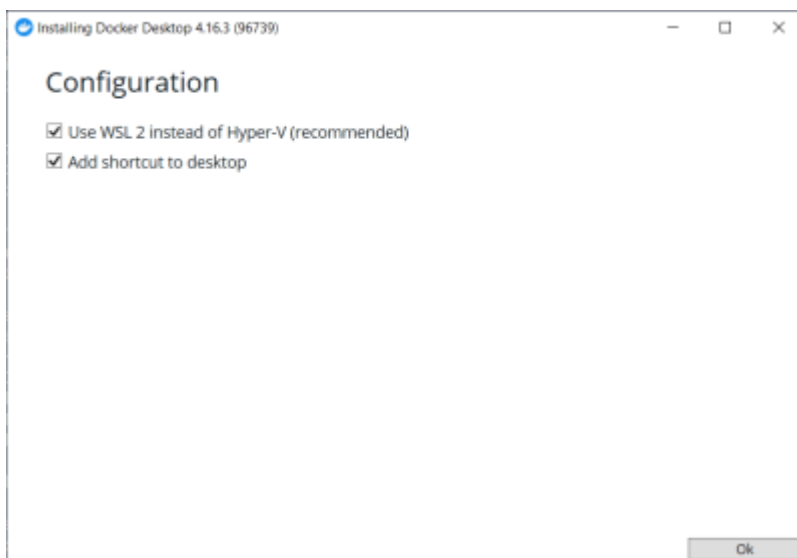 Installing Docker Desktop 4.16.3 (96739)
Configuration
Use WSL 2 instead of Hyper-V (recommended)
Add shortcut to desktop
Ok